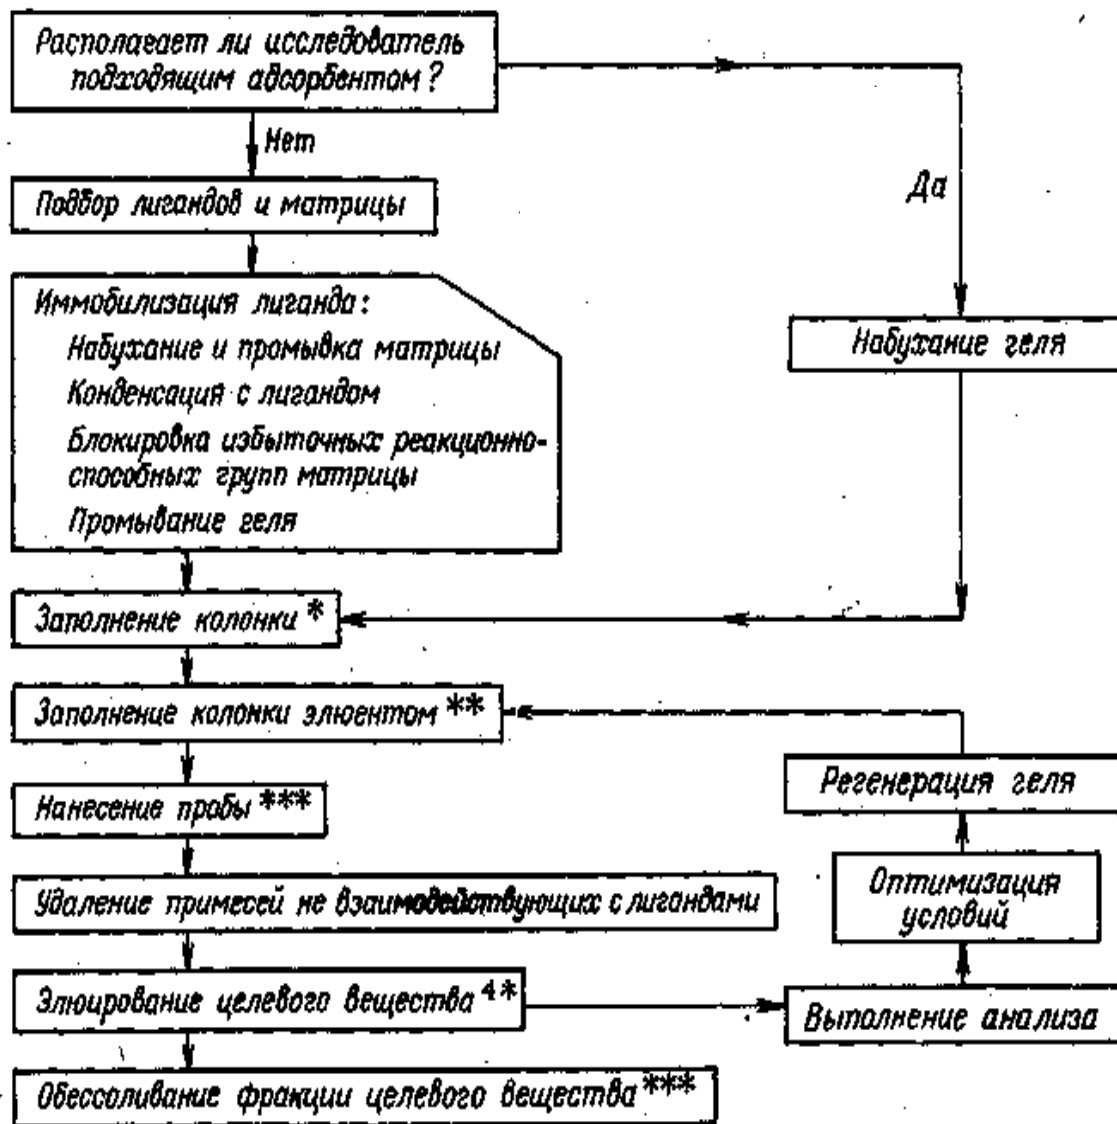 Располагает ли исследователь
подходящим адсорбентом?
Нет
Да
Подбор лигандов и матрицы
Иммобилизация лиганда:
Набухание и промывка матрицы
Конденсация с лигандом
Блокировка избыточных реакционно-
способных групп матрицы
Промывание геля
Набухание геля
Заполнение колонки *
Заполнение колонки элюентом **
Нанесение пробы ***
Удаление примесей не взаимодействующих с лигандами
Элюирование целевого вещества 4*
Обессоливание фракции целевого вещества ***
Регенерация геля
Оптимизация
условий
Выполнение анализа